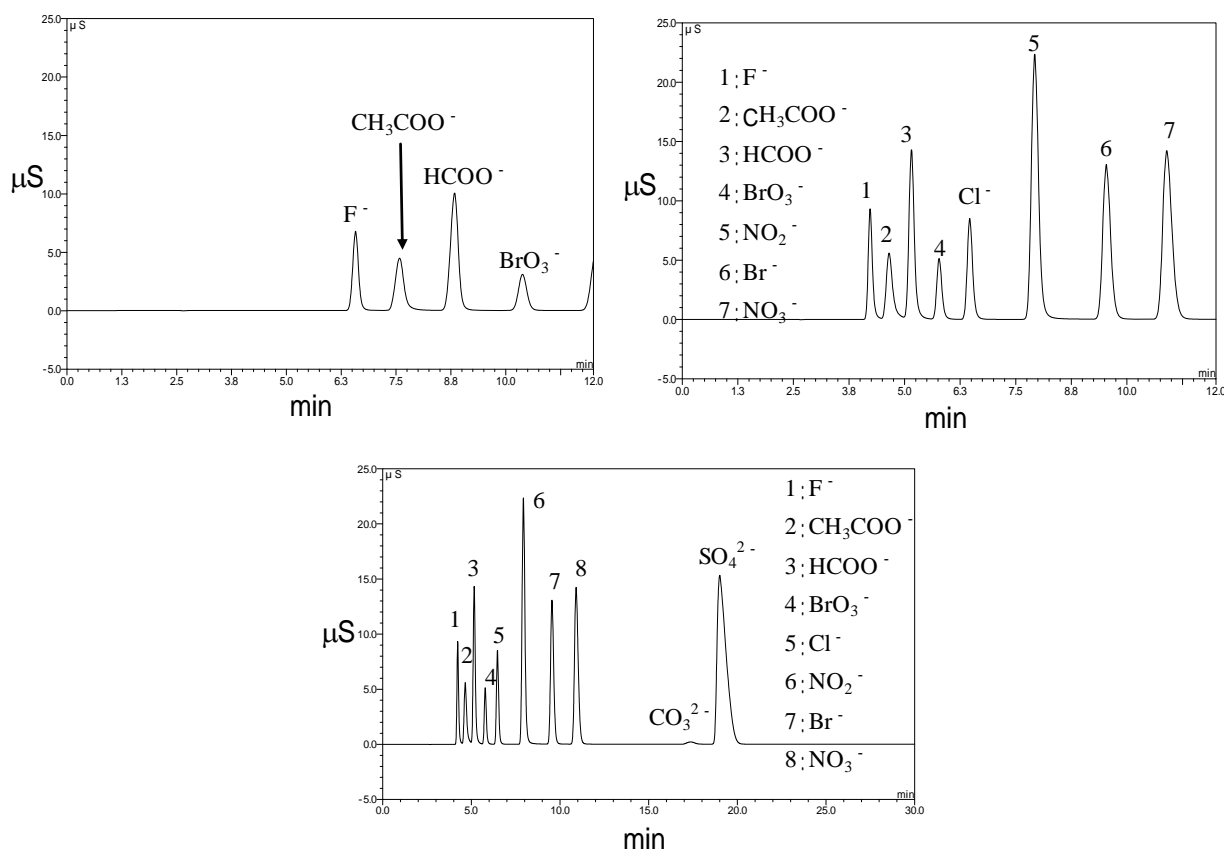 µS
25.0
20.0
15.0
10.0
5.0
0.0
-5.0
µS
CH₃COO⁻
HCOO⁻
F⁻
BrO₃⁻
min
0.0 1.3 2.5 3.8 5.0 6.3 7.5 8.8 10.0 12.0
min
µS
25.0
20.0
15.0
10.0
5.0
0.0
-5.0
µS
1;F⁻
2;CH₃COO⁻
3;HCOO⁻
4;BrO₃⁻
5;NO₂⁻
6;Br⁻
7;NO₃⁻
1
2
3
4
Cl⁻
5
6
7
min
0.0 1.3 2.5 3.8 5.0 6.3 7.5 8.8 10.0 12.0
min
µS
25.0
20.0
15.0
10.0
5.0
0.0
-5.0
µS
1
2
3
4
5
6
7
8
CO₃²⁻
SO₄²⁻
1;F⁻
2;CH₃COO⁻
3;HCOO⁻
4;BrO₃⁻
5;Cl⁻
6;NO₂⁻
7;Br⁻
8;NO₃⁻
min
0.0 5.0 10.0 15.0 20.0 25.0 30.0
min